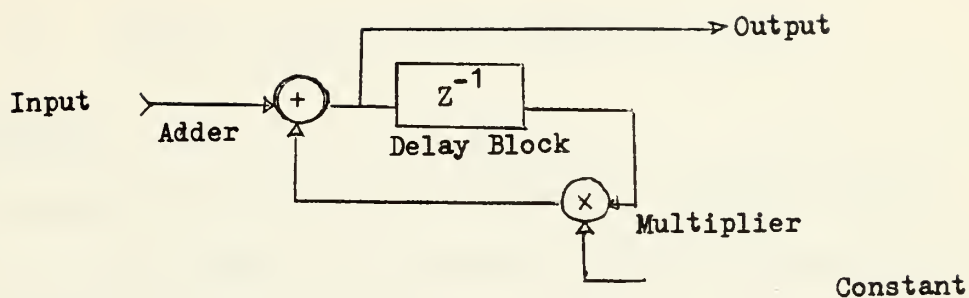 Output
Input
+
Z^-1
Adder
Delay Block
×
Multiplier
Constant